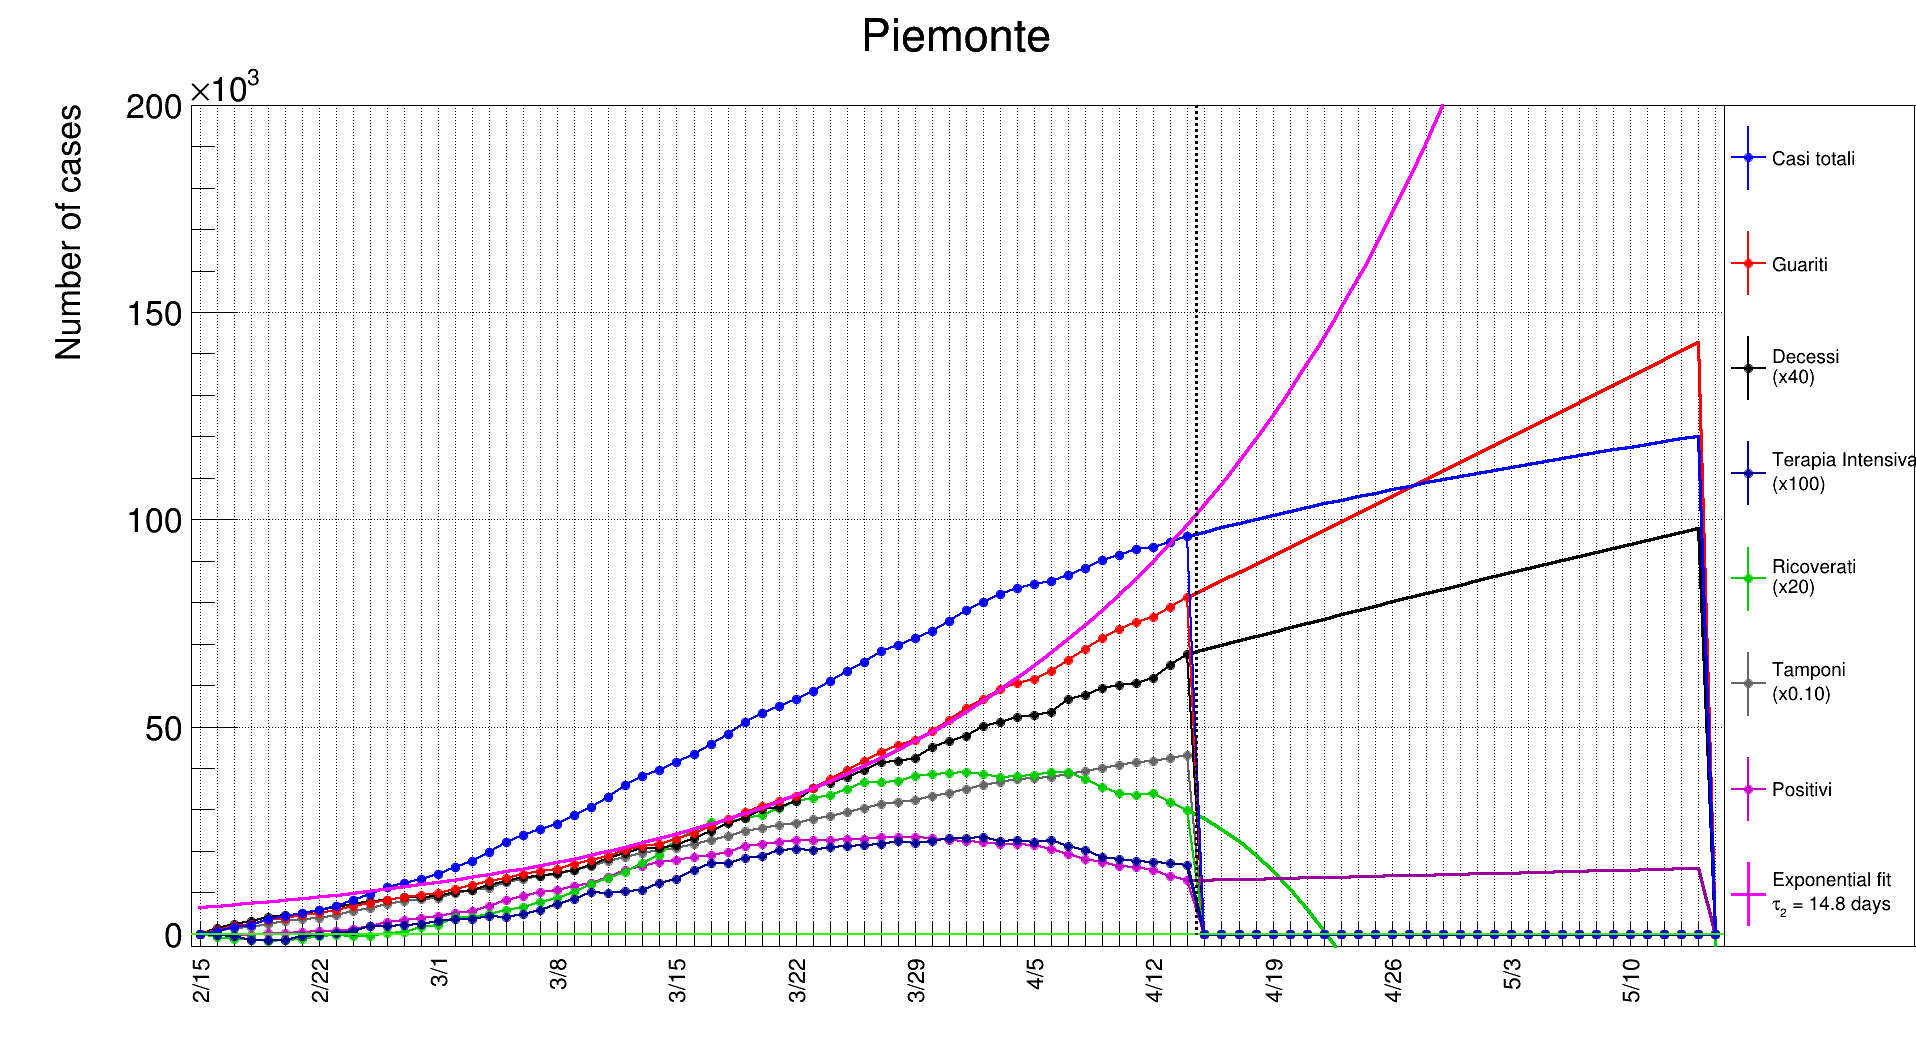 Piemonte
×10³
Number of cases
200
150
100
50
0
2/15
2/22
3/1
3/8
3/15
3/22
3/29
4/5
4/12
4/19
4/26
5/3
5/10
Casi totali
Guariti
Decessi
(x40)
Terapia Intensiva
(x100)
Ricoverati
(x20)
Tamponi
(x0.10)
Positivi
Exponential fit
τ₂ = 14.8 days